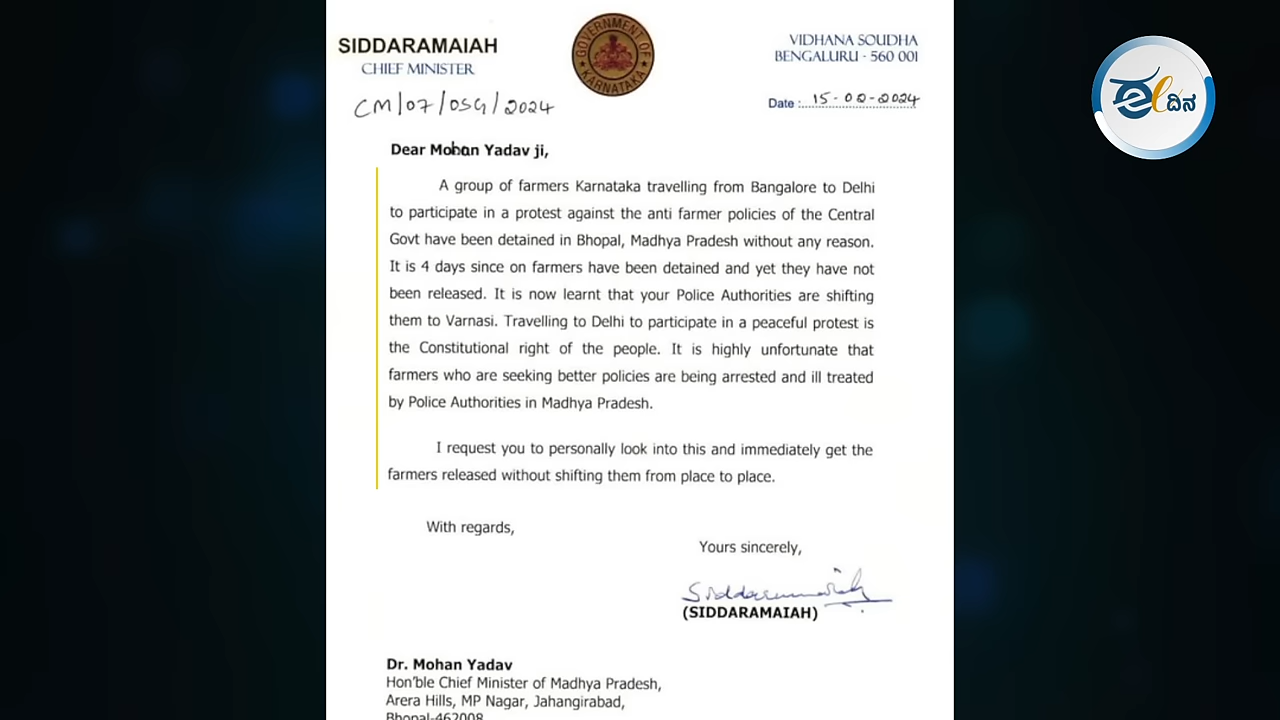 SIDDARAMAIAH
CHIEF MINISTER
CM/07/OSG/2024
GOVERNMENT OF KARNATAKA
VIDHANA SOUDHA
BENGALURU - 560 001
Date : 15-02-2024
ಈದಿನ
Dear Mohan Yadav ji,
A group of farmers Karnataka travelling from Bangalore to Delhi
to participate in a protest against the anti farmer policies of the Central
Govt have been detained in Bhopal, Madhya Pradesh without any reason.
It is 4 days since on farmers have been detained and yet they have not
been released. It is now learnt that your Police Authorities are shifting
them to Varnasi. Travelling to Delhi to participate in a peaceful protest is
the Constitutional right of the people. It is highly unfortunate that
farmers who are seeking better policies are being arrested and ill treated
by Police Authorities in Madhya Pradesh.
I request you to personally look into this and immediately get the
farmers released without shifting them from place to place.
With regards,
Yours sincerely,
Siddaramaiah
(SIDDARAMAIAH)
Dr. Mohan Yadav
Hon'ble Chief Minister of Madhya Pradesh,
Arera Hills, MP Nagar, Jahangirabad,
Bhopal-462008